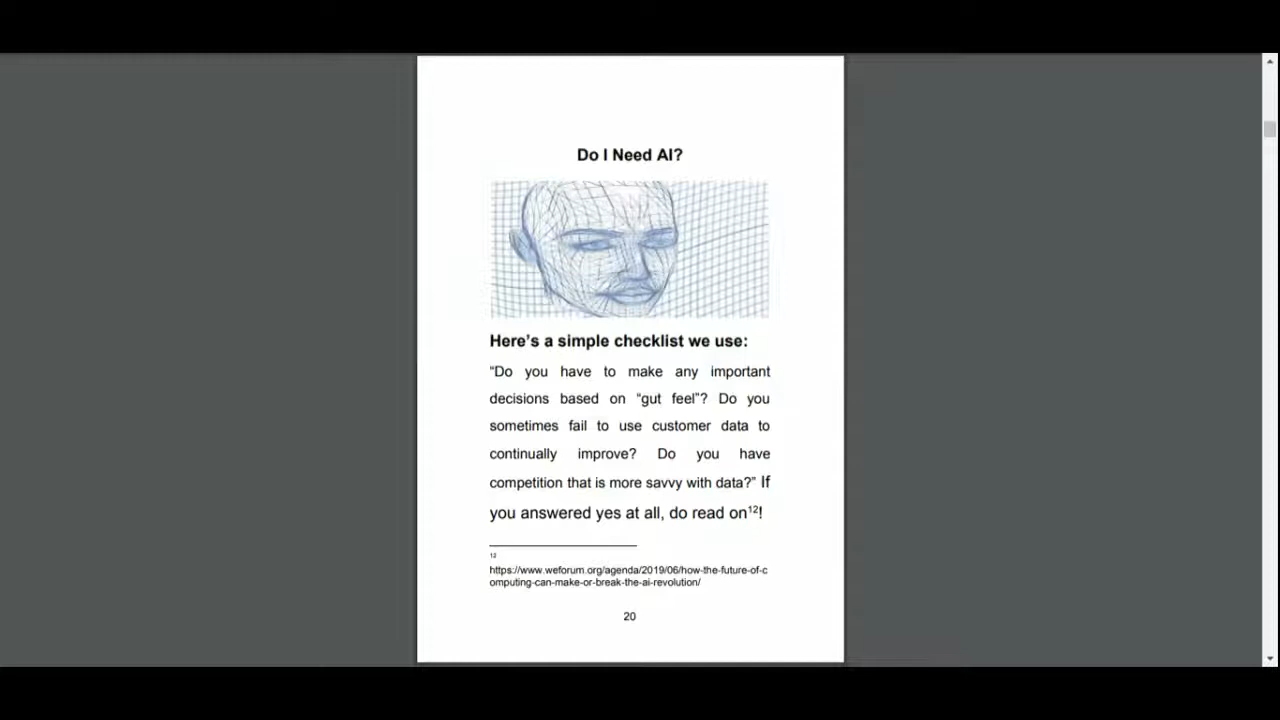 Do I Need AI?
Here’s a simple checklist we use:
“Do you have to make any important
decisions based on “gut feel”? Do you
sometimes fail to use customer data to
continually improve? Do you have
competition that is more savvy with data?” If
you answered yes at all, do read on¹²!
12
https://www.weforum.org/agenda/2019/06/how-the-future-of-c
omputing-can-make-or-break-the-ai-revolution/
20